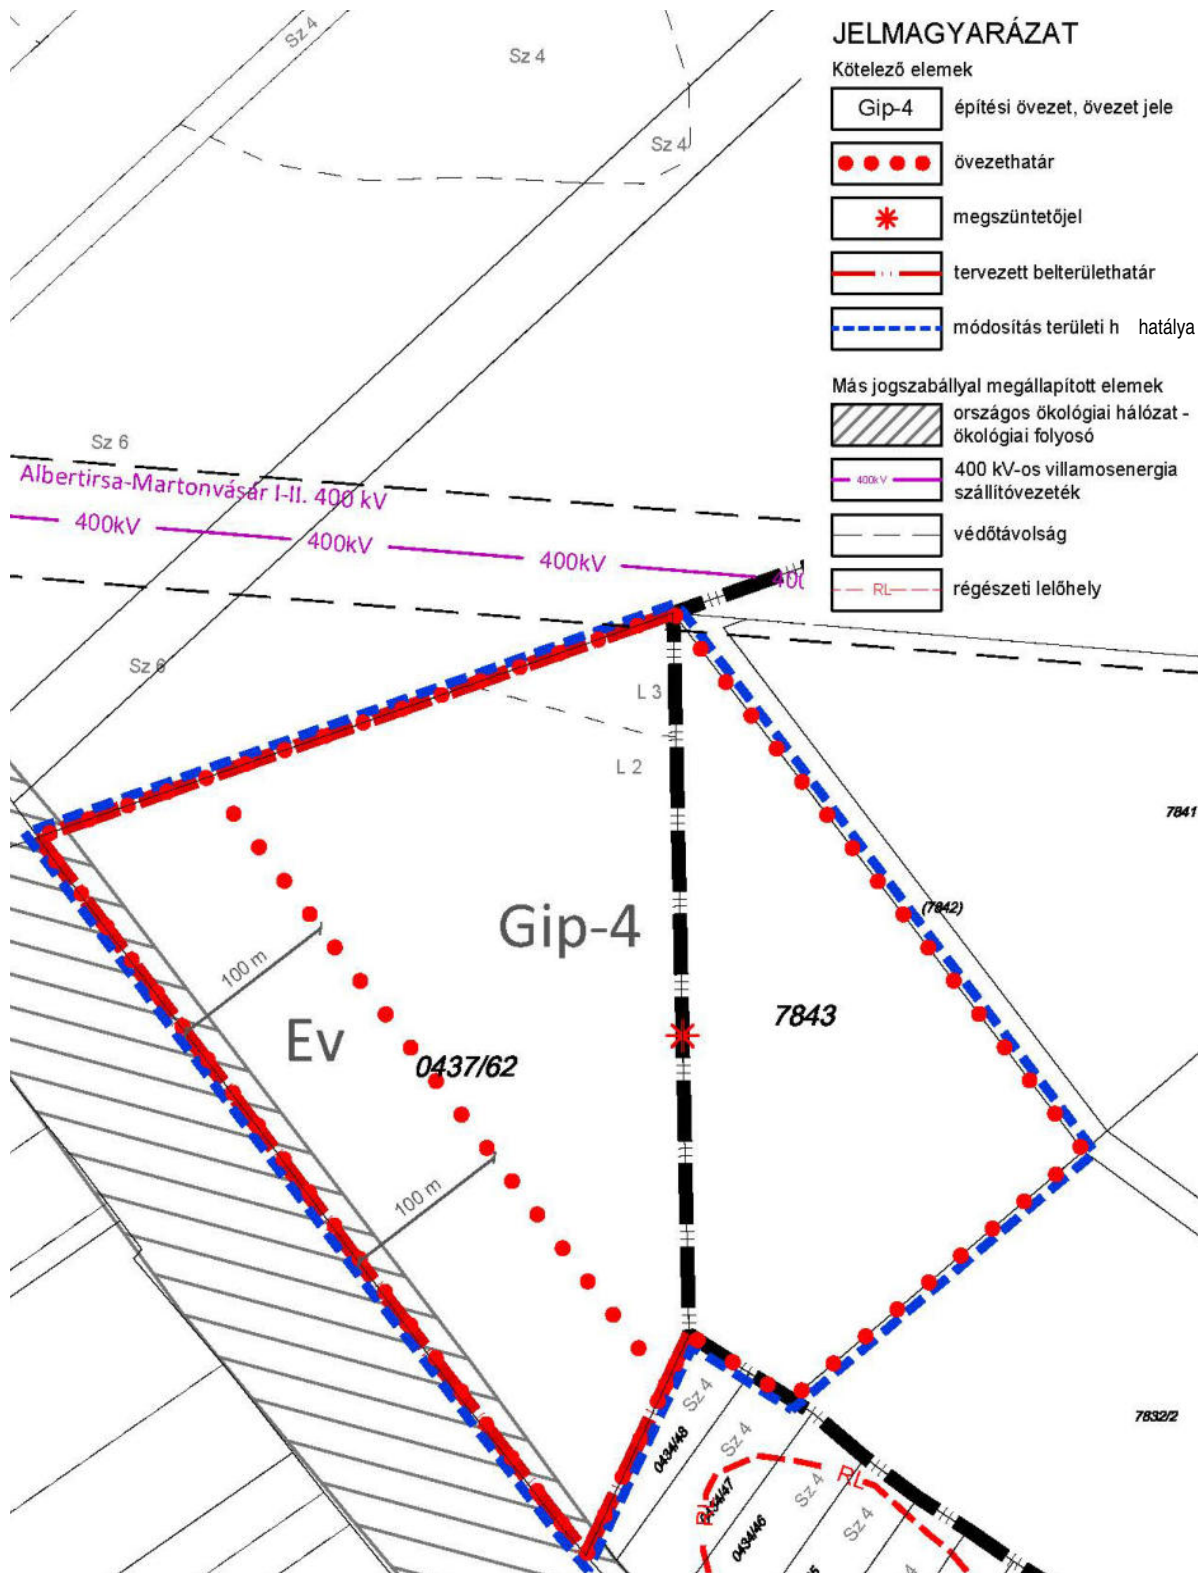 JELMAGYARÁZAT
Kötelező elemek
Gip-4 építési övezet, övezet jele
övezethatár
megszüntetőjel
tervezett belterülethatár
módosítás területi h hatálya
Más jogszabállyal megállapított elemek
országos ökológiai hálózat -
ökológiai folyosó
400kV 400 kV-os villamosenergia
szállítóvezeték
védőtávolság
RL régészeti lelőhely
Sz 4
Sz 4
Sz 4
Sz 6
Albertirsa-Martonvásár I-II. 400 kV
400kV
400kV
400kV
Sz 6
L 3
L 2
7841
(7842)
Gip-4
100 m
Ev
7843
0437/62
100 m
Sz 4
0434/48
Sz 4
0434/47
Sz 4
RL
0434/46
Sz 4
7832/2